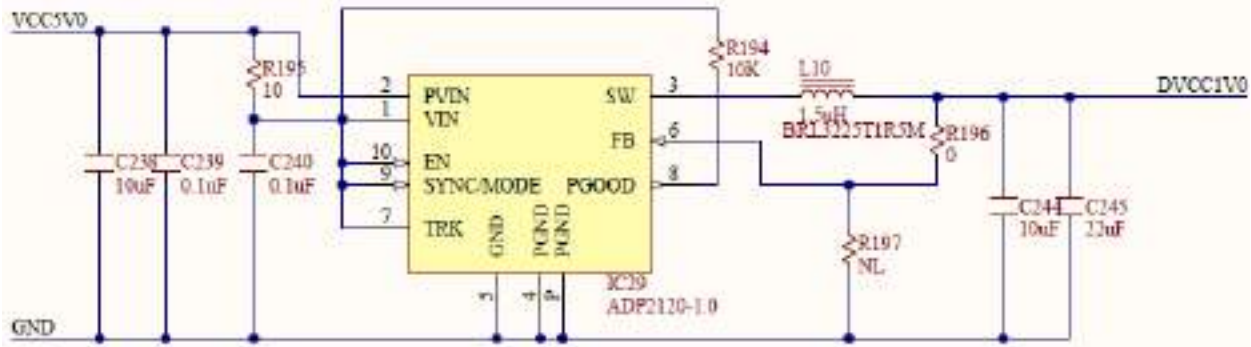 VCC5V0
R195
10
C238
10uF
C239
0.1uF
C240
0.1uF
2
1
10
9
7
PVIN
VIN
EN
SYNC/MODE
TRK
GND
PGND
PGND
SW
FB
PGOOD
3
6
8
5
4
P
IC29
ADP2120-1.0
R194
10K
L10
1.5uH
BRL3225T1R5M
R196
0
R197
NL
C244
10uF
C245
22uF
DVCC1V0
GND